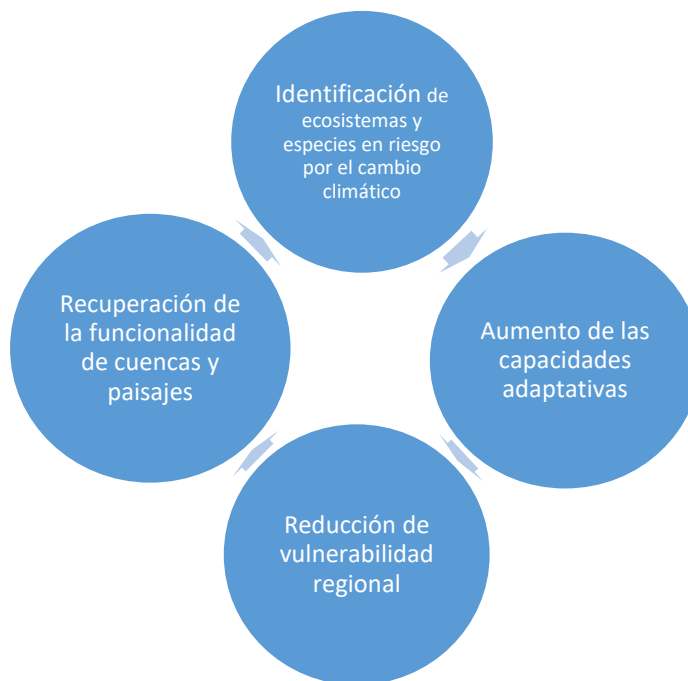 Identificación de
ecosistemas y
especies en riesgo
por el cambio
climático
Recuperación de
la funcionalidad
de cuencas y
paisajes
Aumento de las
capacidades
adaptativas
Reducción de
vulnerabilidad
regional